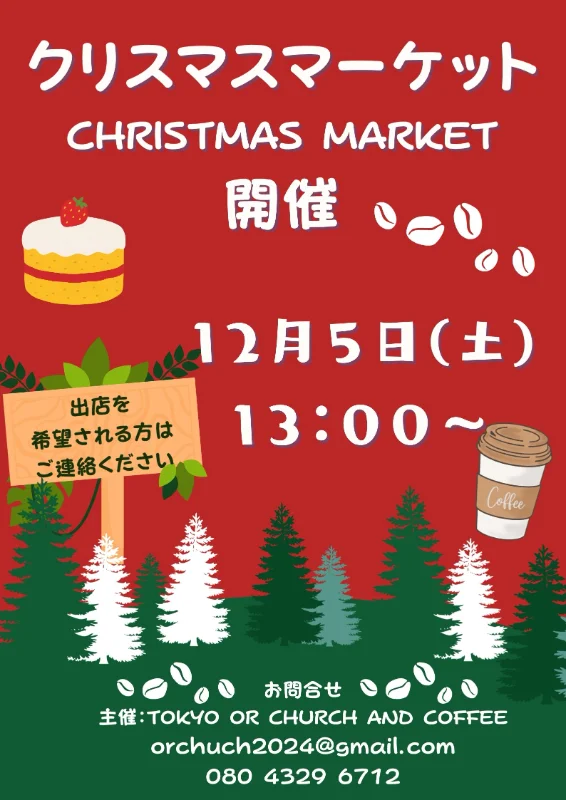 クリスマスマーケット
CHRISTMAS MARKET
開催
12月5日(土)
13:00～
出店を
希望される方は
ご連絡ください
Coffee
お問合せ
主催:TOKYO OR CHURCH AND COFFEE
orchuch2024@gmail.com
080 4329 6712